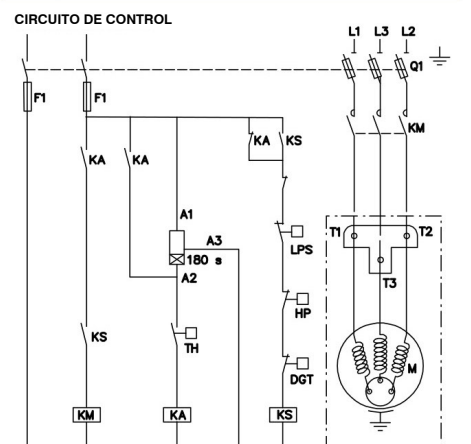 CIRCUITO DE CONTROL
L1 L3 L2
Q1
F1 F1
KM
KA KA KA KS
A1
T1 T2
A3
LPS
180 s
A2
T3
HP
KS
TH
M
DGT
KM KA KS